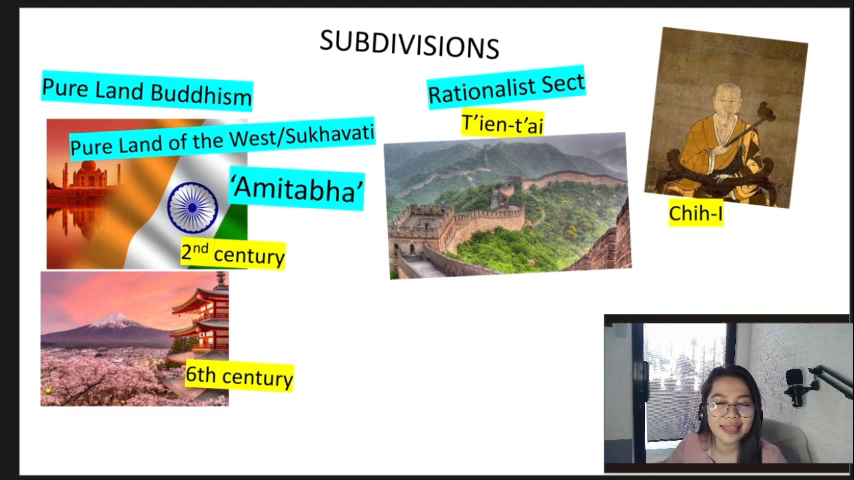 SUBDIVISIONS
Pure Land Buddhism
Pure Land of the West/Sukhavati
‘Amitabha’
2nd century
6th century
Rationalist Sect
T’ien-t’ai
Chih-I